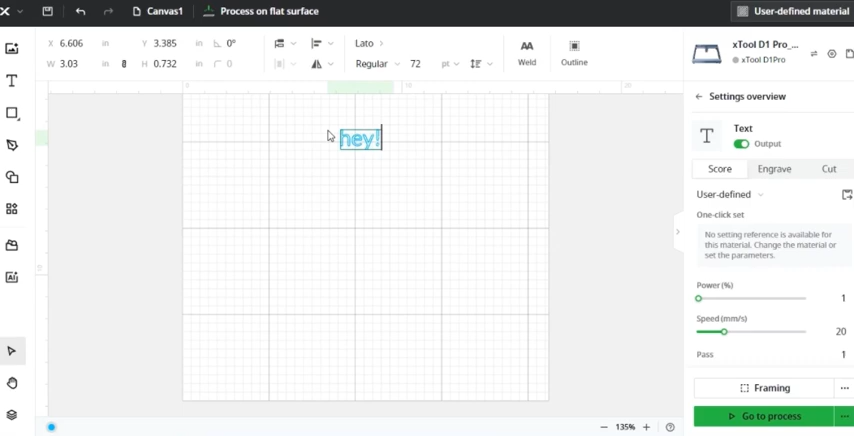 Canvas1
Process on flat surface
User-defined material
X 6.606 in Y 3.385 in 0°
W 3.03 in H 0.732 in 0
Lato
Regular 72 pt
AA
Weld
Outline
xTool D1 Pro_...
xTool D1Pro
Settings overview
0 10 20
hey!
T
Text
Output
Score Engrave Cut
User-defined
One-click set
No setting reference is available for
this material. Change the material or
set the parameters.
Power (%)
1
Speed (mm/s)
20
Pass 1
Framing
Go to process
135%
AI